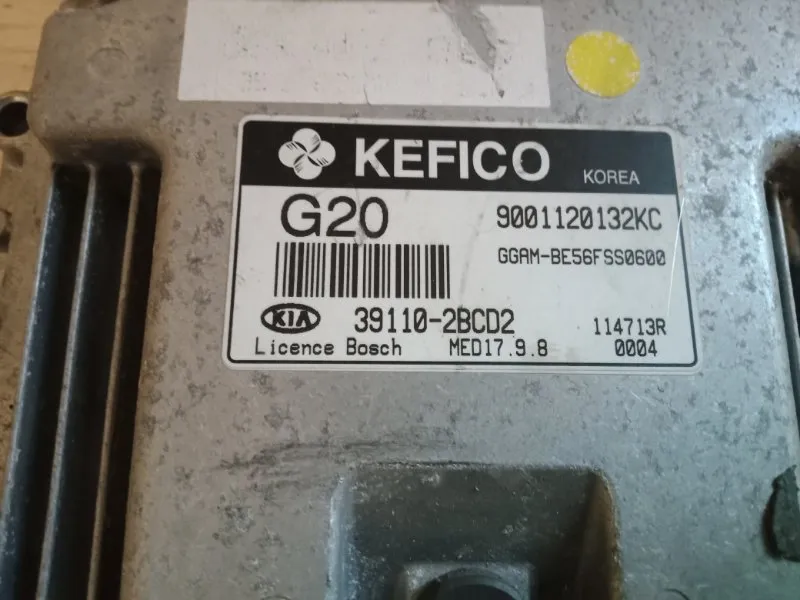 KEFICO KOREA
G20 9001120132KC
GGAM-BE56FSS0600
KIA 39110-2BCD2 114713R
Licence Bosch MED17.9.8 0004